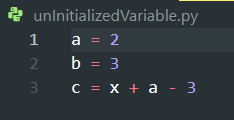 unInitializedVariable.py
1 a = 2
2 b = 3
3 c = x + a - 3